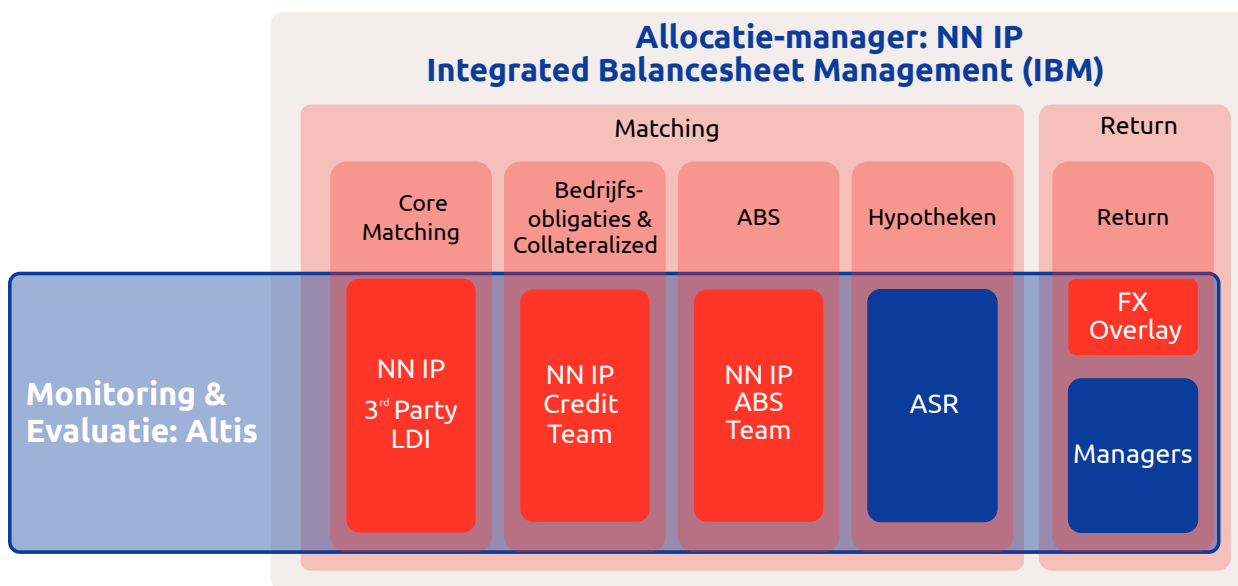 Allocatie-manager: NN IP
Integrated Balancesheet Management (IBM)
Matching
Return
Core
Matching
Bedrijfs-
obligaties &
Collateralized
ABS
Hypotheken
Return
Monitoring &
Evaluatie: Altis
NN IP
3rd Party
LDI
NN IP
Credit
Team
NN IP
ABS
Team
ASR
FX
Overlay
Managers